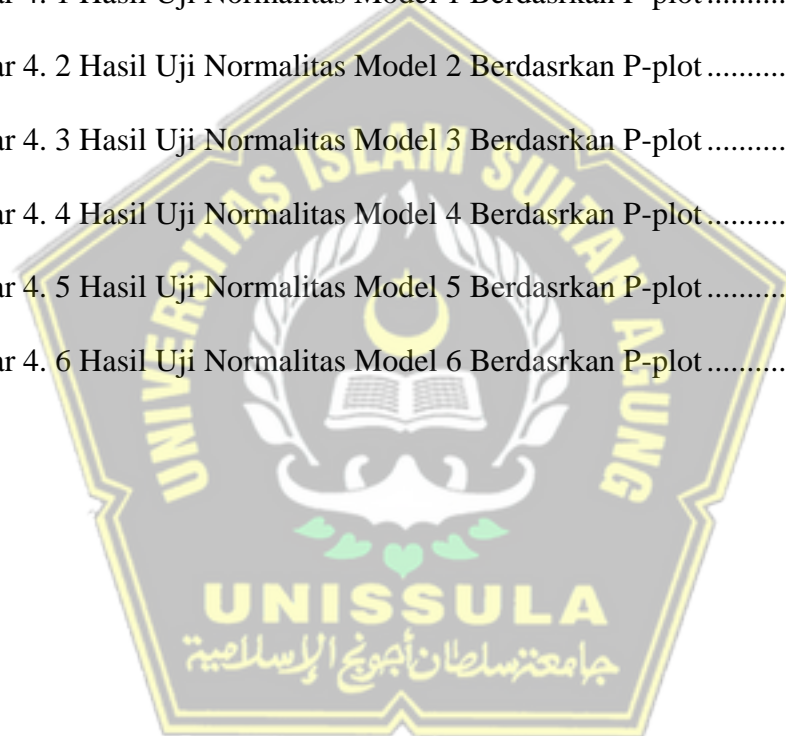 ar 4. 1 Hasil Uji Normalitas Model 1 Berdasrkan P-plot..........
ar 4. 2 Hasil Uji Normalitas Model 2 Berdasrkan P-plot..........
ar 4. 3 Hasil Uji Normalitas Model 3 Berdasrkan P-plot..........
ar 4. 4 Hasil Uji Normalitas Model 4 Berdasrkan P-plot..........
ar 4. 5 Hasil Uji Normalitas Model 5 Berdasrkan P-plot..........
ar 4. 6 Hasil Uji Normalitas Model 6 Berdasrkan P-plot..........
UNIVERSITAS ISLAM SULTAN AGUNG
UNISSULA
جامعتنسلطان أجونج الإسلامية